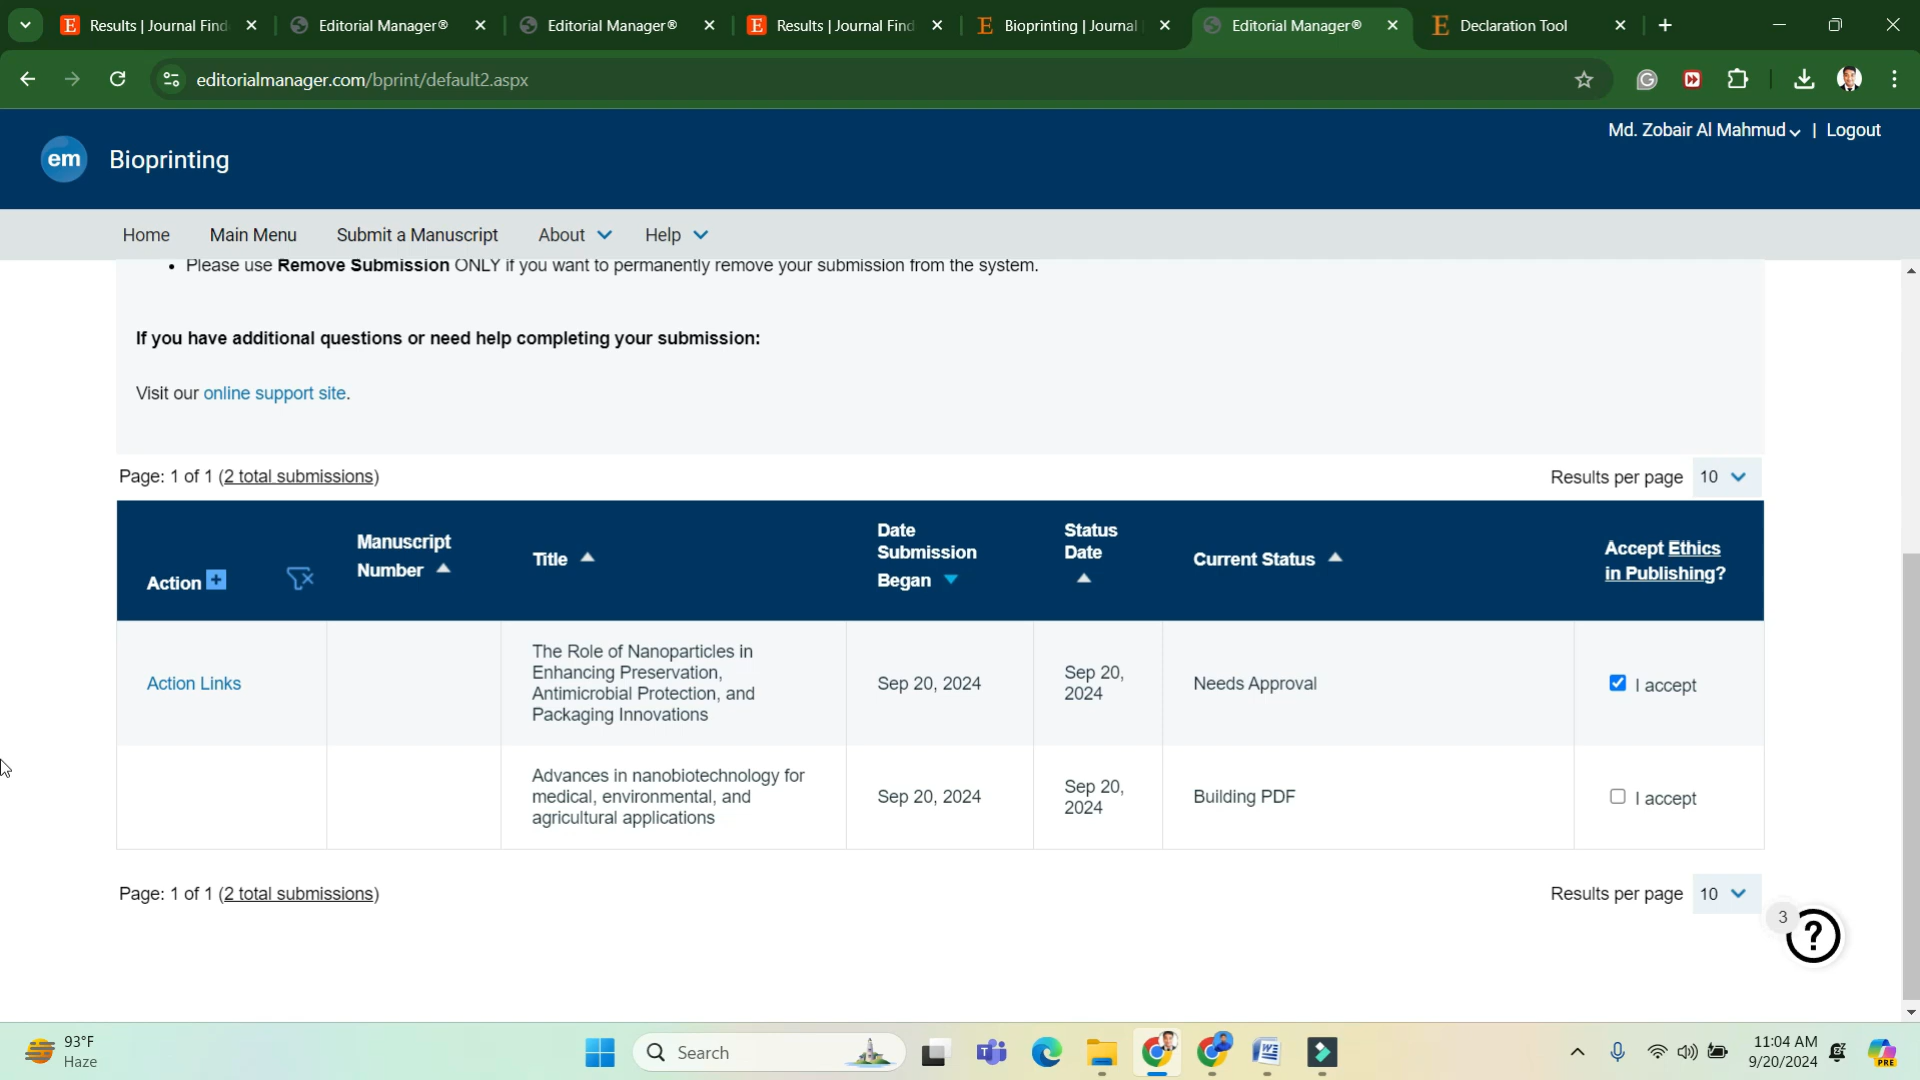 Results | Journal Find
Editorial Manager®
Editorial Manager®
Results | Journal Find
Bioprinting | Journal
Editorial Manager®
Declaration Tool
editorialmanager.com/bprint/default2.aspx
Md. Zobair Al Mahmud | Logout
em Bioprinting
Home Main Menu Submit a Manuscript About Help
• Please use Remove Submission ONLY if you want to permanently remove your submission from the system.
If you have additional questions or need help completing your submission:
Visit our online support site.
Page: 1 of 1 (2 total submissions)
Results per page 10
Action
Manuscript
Number
Title
Date
Submission
Began
Status
Date
Current Status
Accept Ethics
in Publishing?
Action Links
The Role of Nanoparticles in
Enhancing Preservation,
Antimicrobial Protection, and
Packaging Innovations
Sep 20, 2024
Sep 20,
2024
Needs Approval
I accept
Advances in nanobiotechnology for
medical, environmental, and
agricultural applications
Sep 20, 2024
Sep 20,
2024
Building PDF
I accept
Page: 1 of 1 (2 total submissions)
Results per page 10
3
?
93°F
Haze
Search
11:04 AM
9/20/2024
PRE